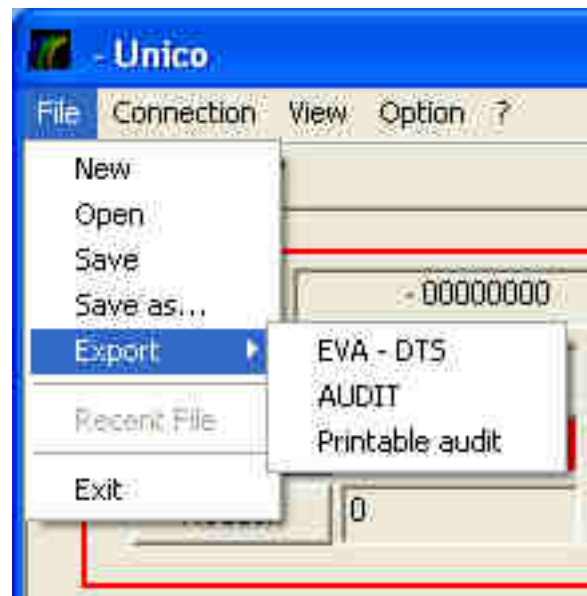 - Unico
File Connection View Option ?
New
Open
Save
- 00000000
Save as...
Export
EVA - DTS
AUDIT
Recent File
Printable audit
Exit
0